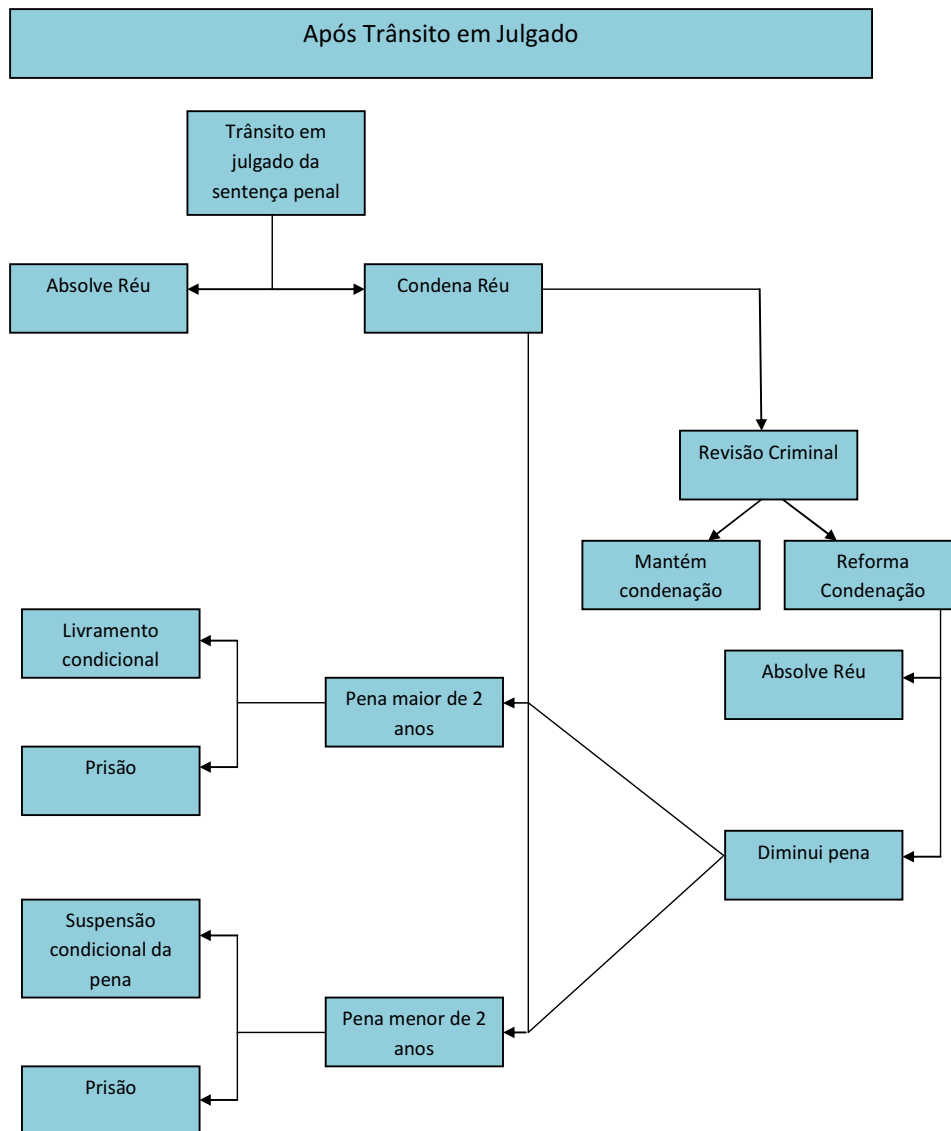 Após Trânsito em Julgado
Trânsito em
julgado da
sentença penal
Absolve Réu
Condena Réu
Revisão Criminal
Mantém
condenação
Reforma
Condenação
Livramento
condicional
Absolve Réu
Pena maior de 2
anos
Prisão
Diminui pena
Suspensão
condicional da
pena
Pena menor de 2
anos
Prisão